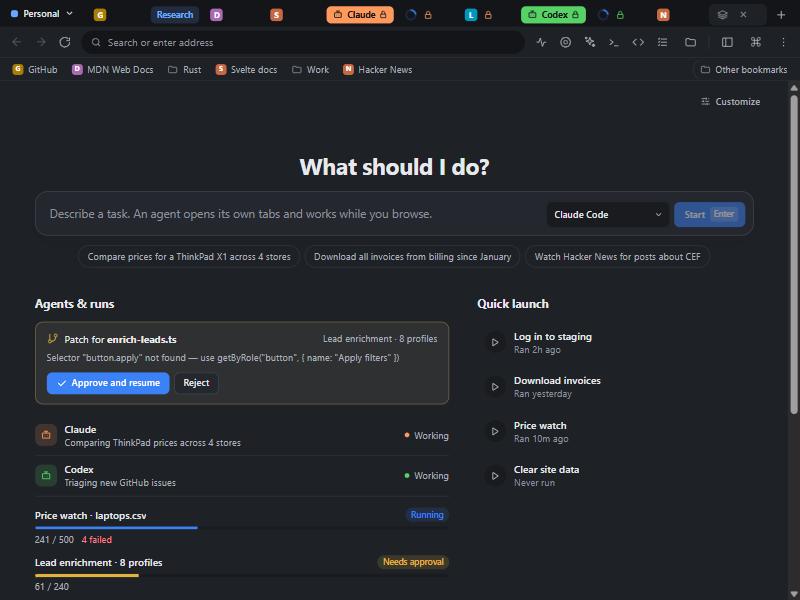 Personal
G
Research
D
S
Claude
L
Codex
N
Search or enter address
G GitHub
D MDN Web Docs
Rust
S Svelte docs
Work
N Hacker News
Other bookmarks
Customize
What should I do?
Describe a task. An agent opens its own tabs and works while you browse.
Claude Code
Start Enter
Compare prices for a ThinkPad X1 across 4 stores
Download all invoices from billing since January
Watch Hacker News for posts about CEF
Agents & runs
Patch for enrich-leads.ts
Lead enrichment · 8 profiles
Selector "button.apply" not found — use getByRole("button", { name: "Apply filters" })
Approve and resume
Reject
Claude
Comparing ThinkPad prices across 4 stores
Working
Codex
Triaging new GitHub issues
Working
Price watch · laptops.csv
Running
241 / 500 4 failed
Lead enrichment · 8 profiles
Needs approval
61 / 240
Quick launch
Log in to staging
Ran 2h ago
Download invoices
Ran yesterday
Price watch
Ran 10m ago
Clear site data
Never run